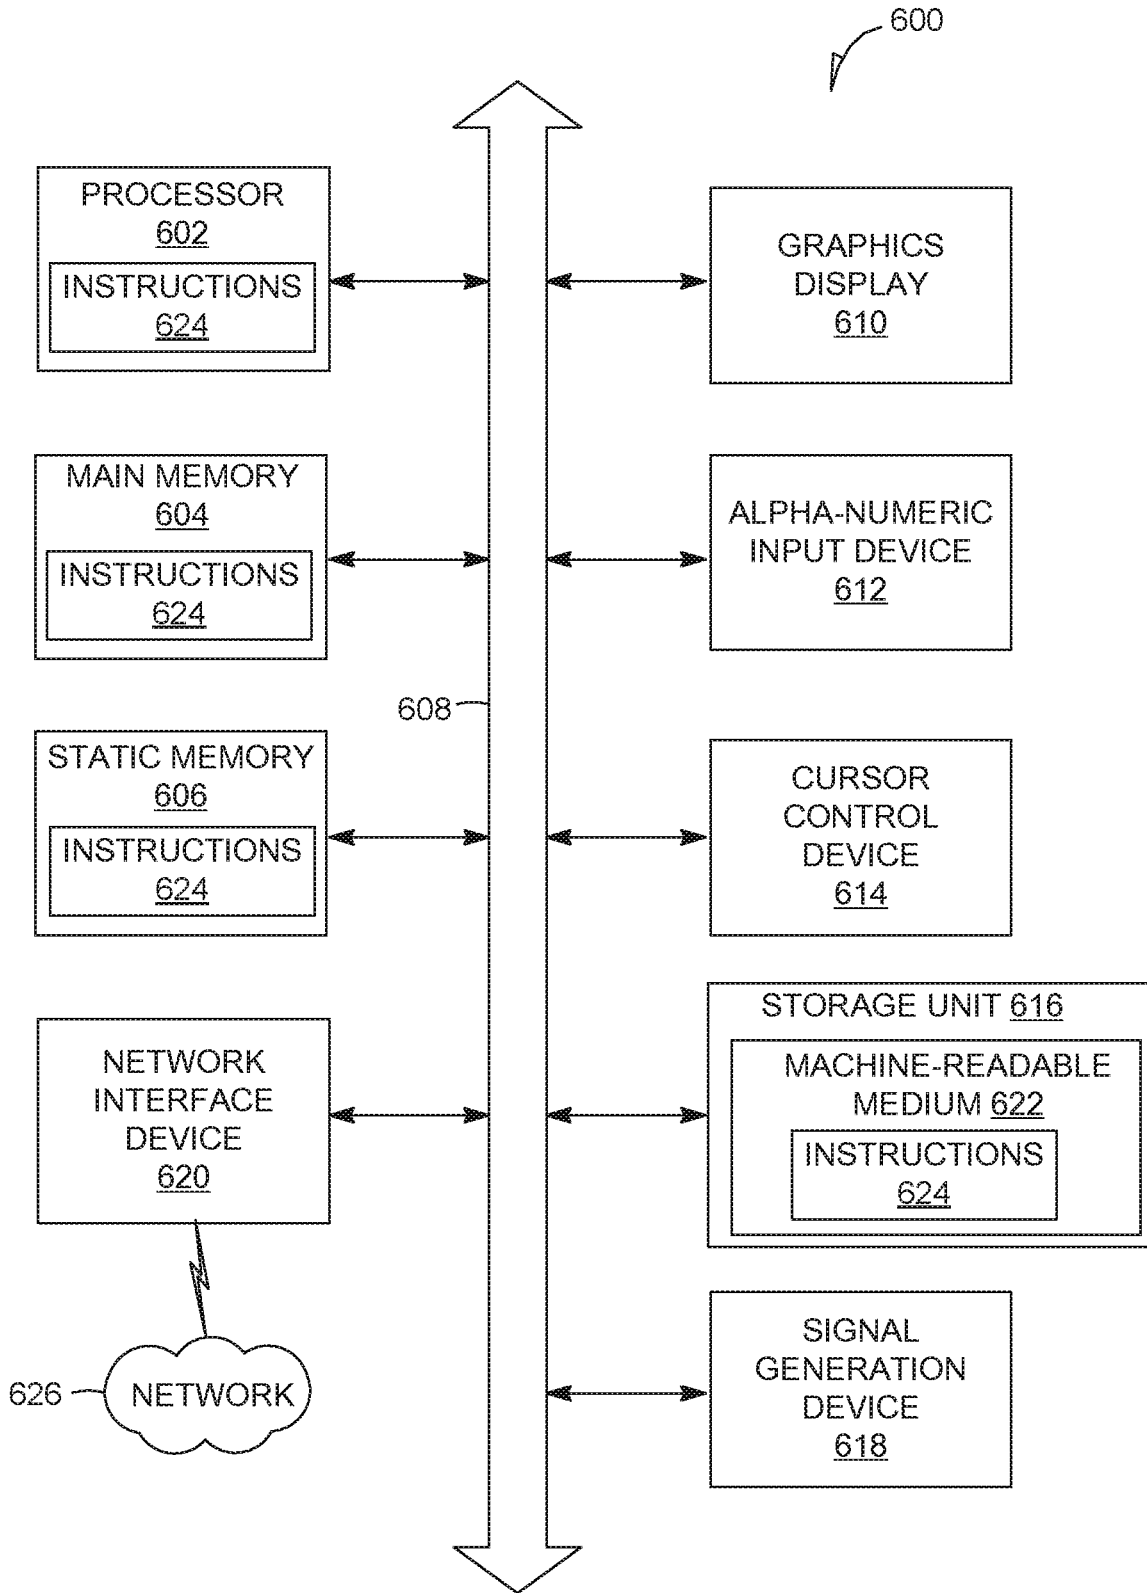 600
PROCESSOR
602
INSTRUCTIONS
624
GRAPHICS
DISPLAY
610
MAIN MEMORY
604
INSTRUCTIONS
624
ALPHA-NUMERIC
INPUT DEVICE
612
608
STATIC MEMORY
606
INSTRUCTIONS
624
CURSOR
CONTROL
DEVICE
614
NETWORK
INTERFACE
DEVICE
620
STORAGE UNIT 616
MACHINE-READABLE
MEDIUM 622
INSTRUCTIONS
624
626
NETWORK
SIGNAL
GENERATION
DEVICE
618